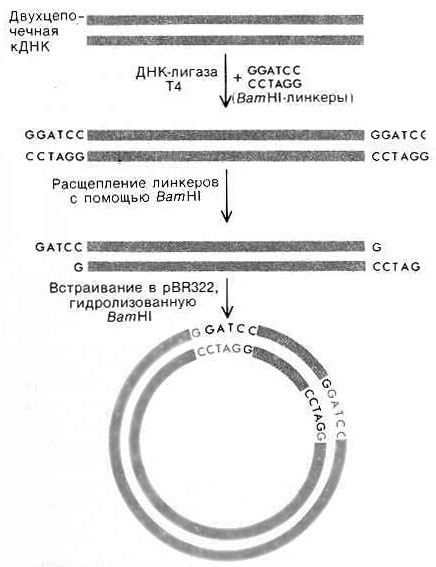 Двухцепо-
чечная
кДНК
ДНК-лигаза
T4
+ GGATCC
CCTAGG
(BamHI-линкеры)
GGATCC GGATCC
CCTAGG CCTAGG
Расщепление линкеров
с помощью BamHI
GATCC G
G CCTAG
Встраивание в pBR322,
гидролизованную
BamHI
GGATCC
CCTAGG
GGATCC
CCTAGG